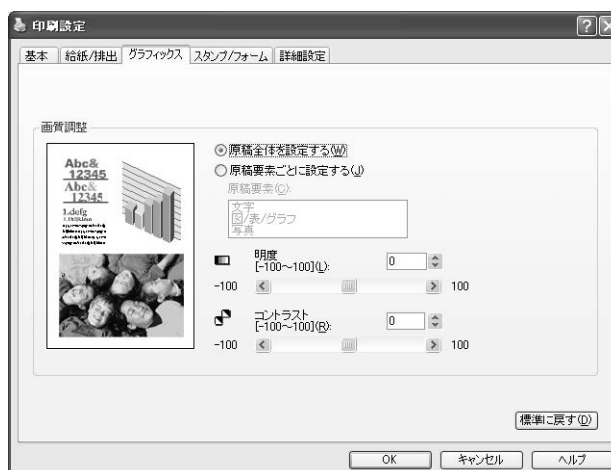 印刷設定
基本 給紙/排出 グラフィックス スタンプ/フォーム 詳細設定
画質調整
Abc&
12345
Abc&
12345
1.defg
原稿全体を設定する(W)
原稿要素ごとに設定する(J)
原稿要素(C):
文字
図/表/グラフ
写真
明度
[-100～100](L):
0
-100 100
コントラスト
[-100～100](R):
0
-100 100
標準に戻す(D)
OK キャンセル ヘルプ